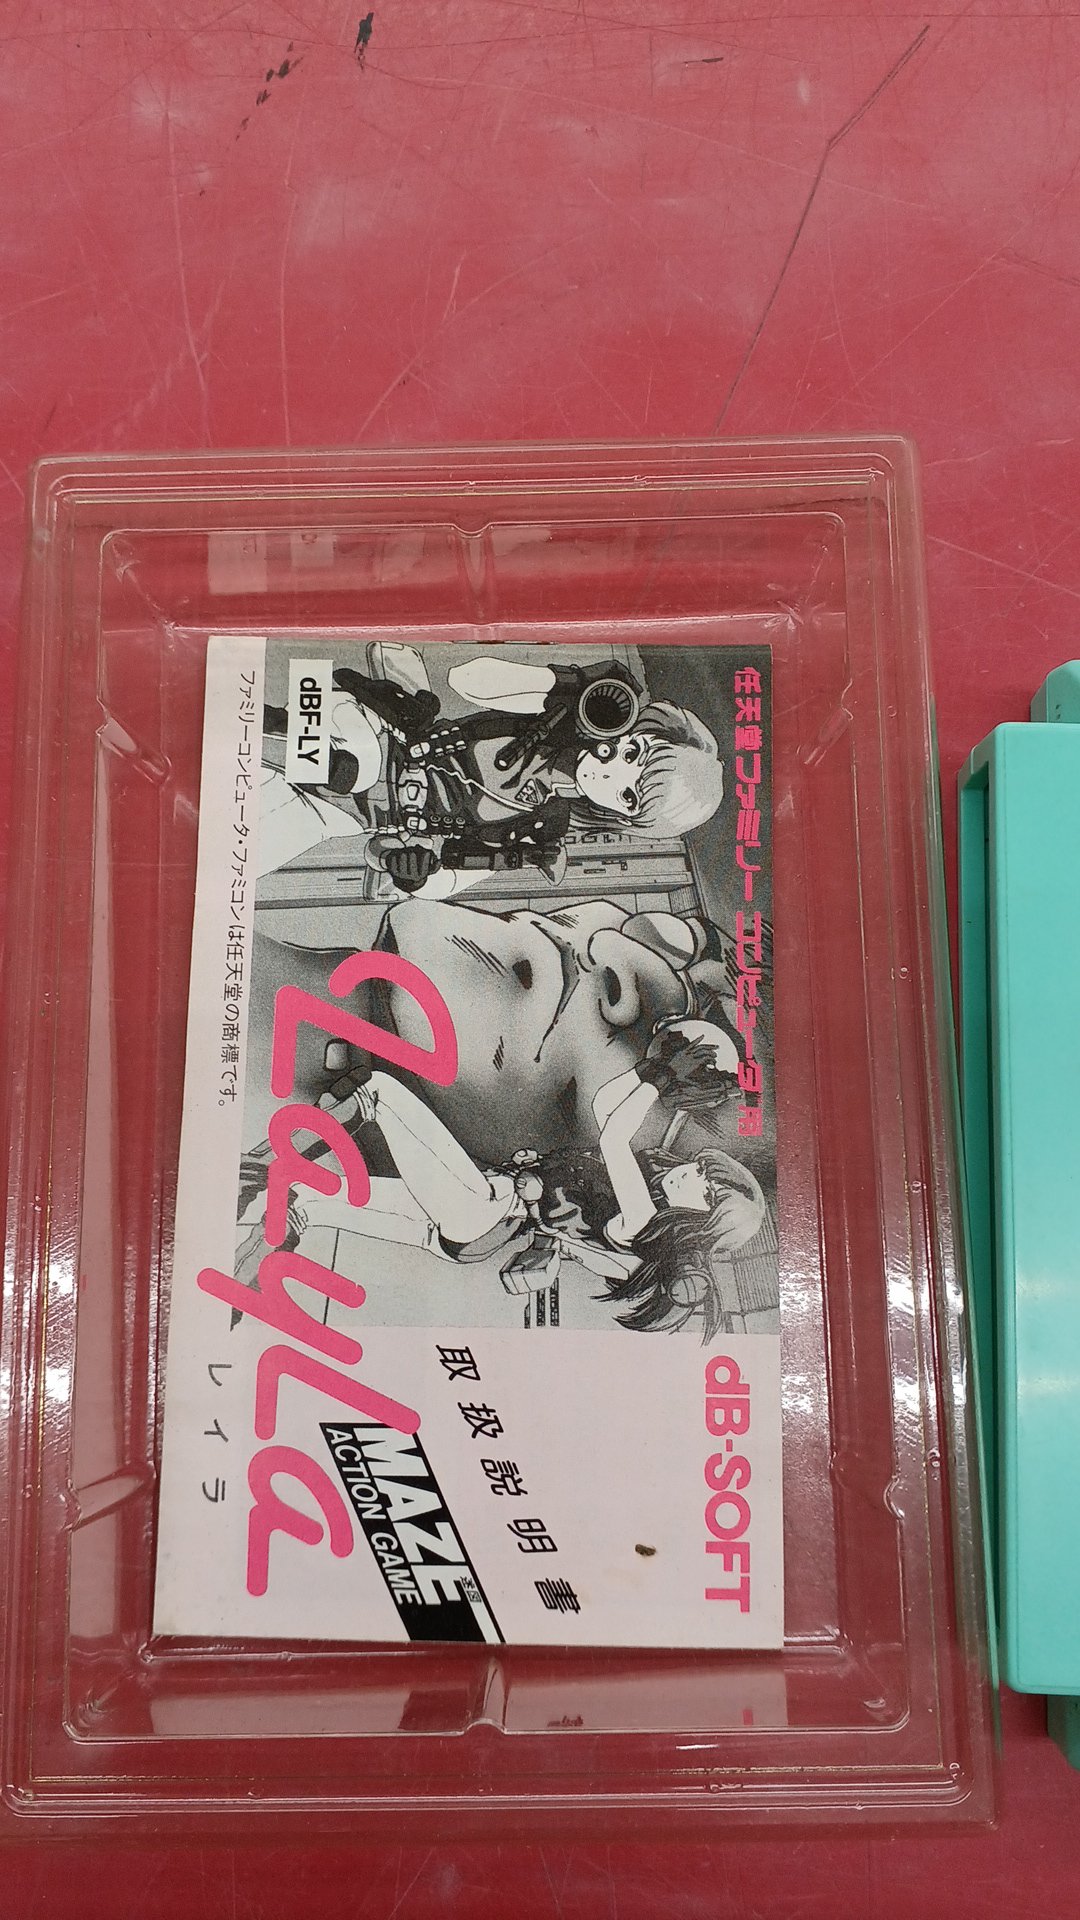 任天堂ファミリーコンピュータ用
dB-SOFT
dBF-LY
取扱説明書
Layla
MAZE
迷図
ACTION GAME
レイラ
ファミリーコンピュータ・ファミコンは任天堂の商標です。